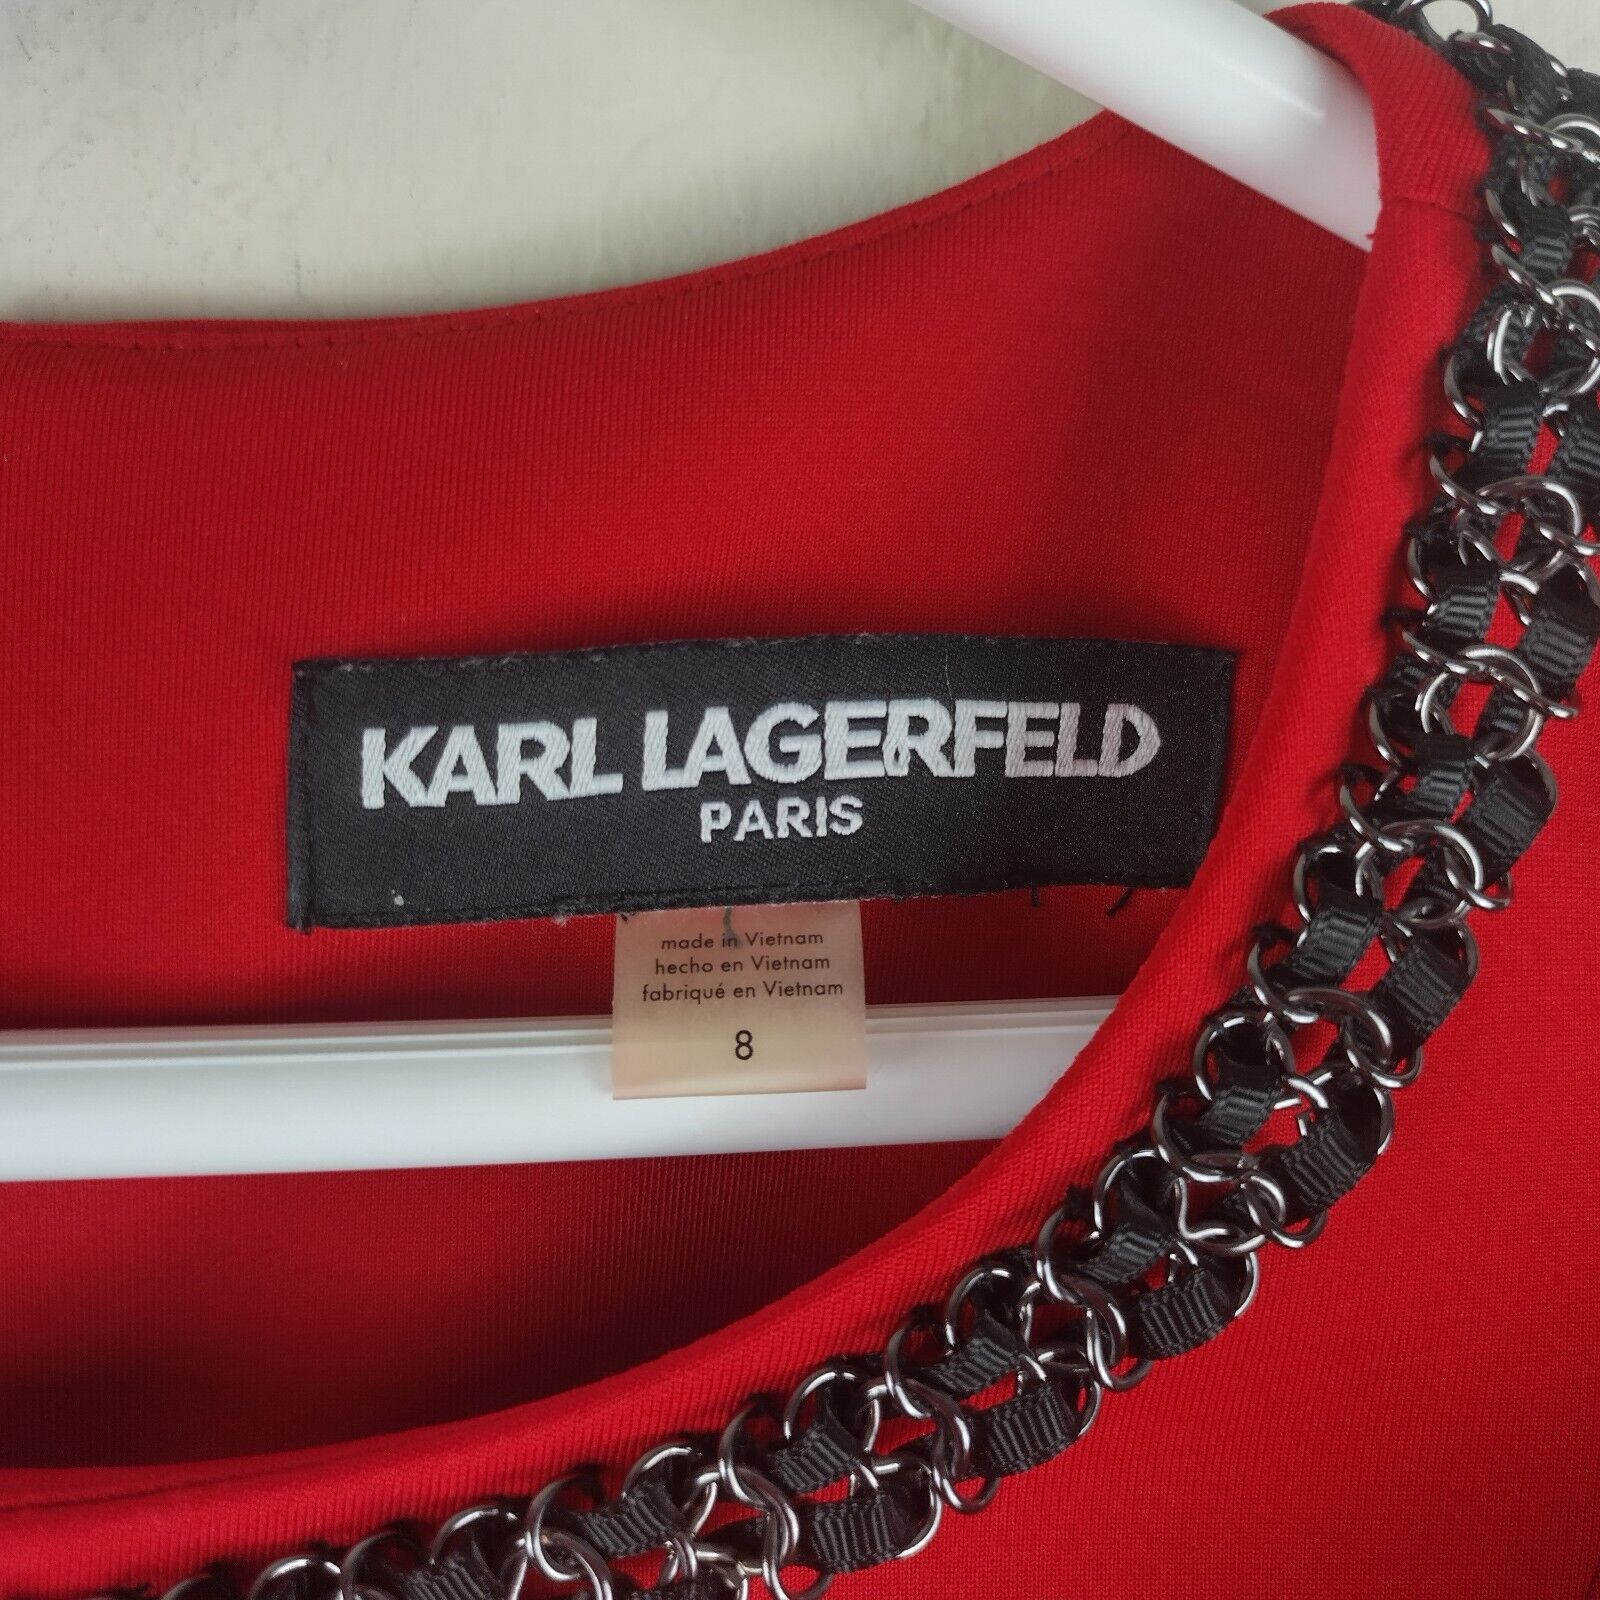 KARL LAGERFELD
PARIS
made in Vietnam
hecho en Vietnam
fabriqué en Vietnam
8